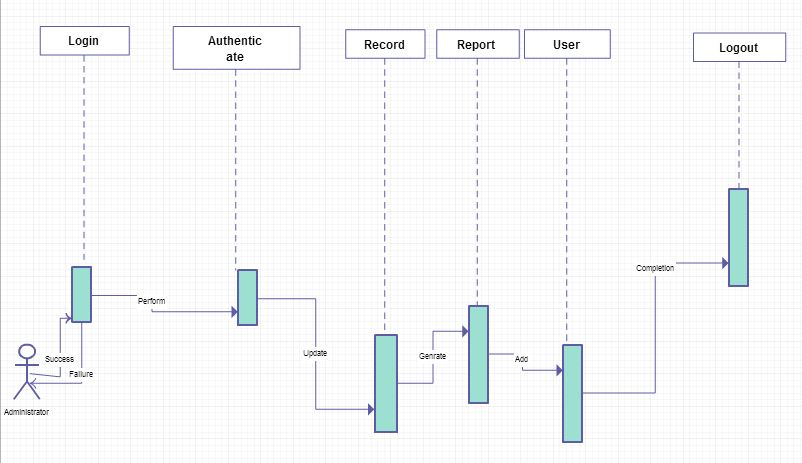 Login
Authentic
ate
Record
Report
User
Logout
Completion
Perform
Update
Genrate
Add
Success
Failure
Administrator